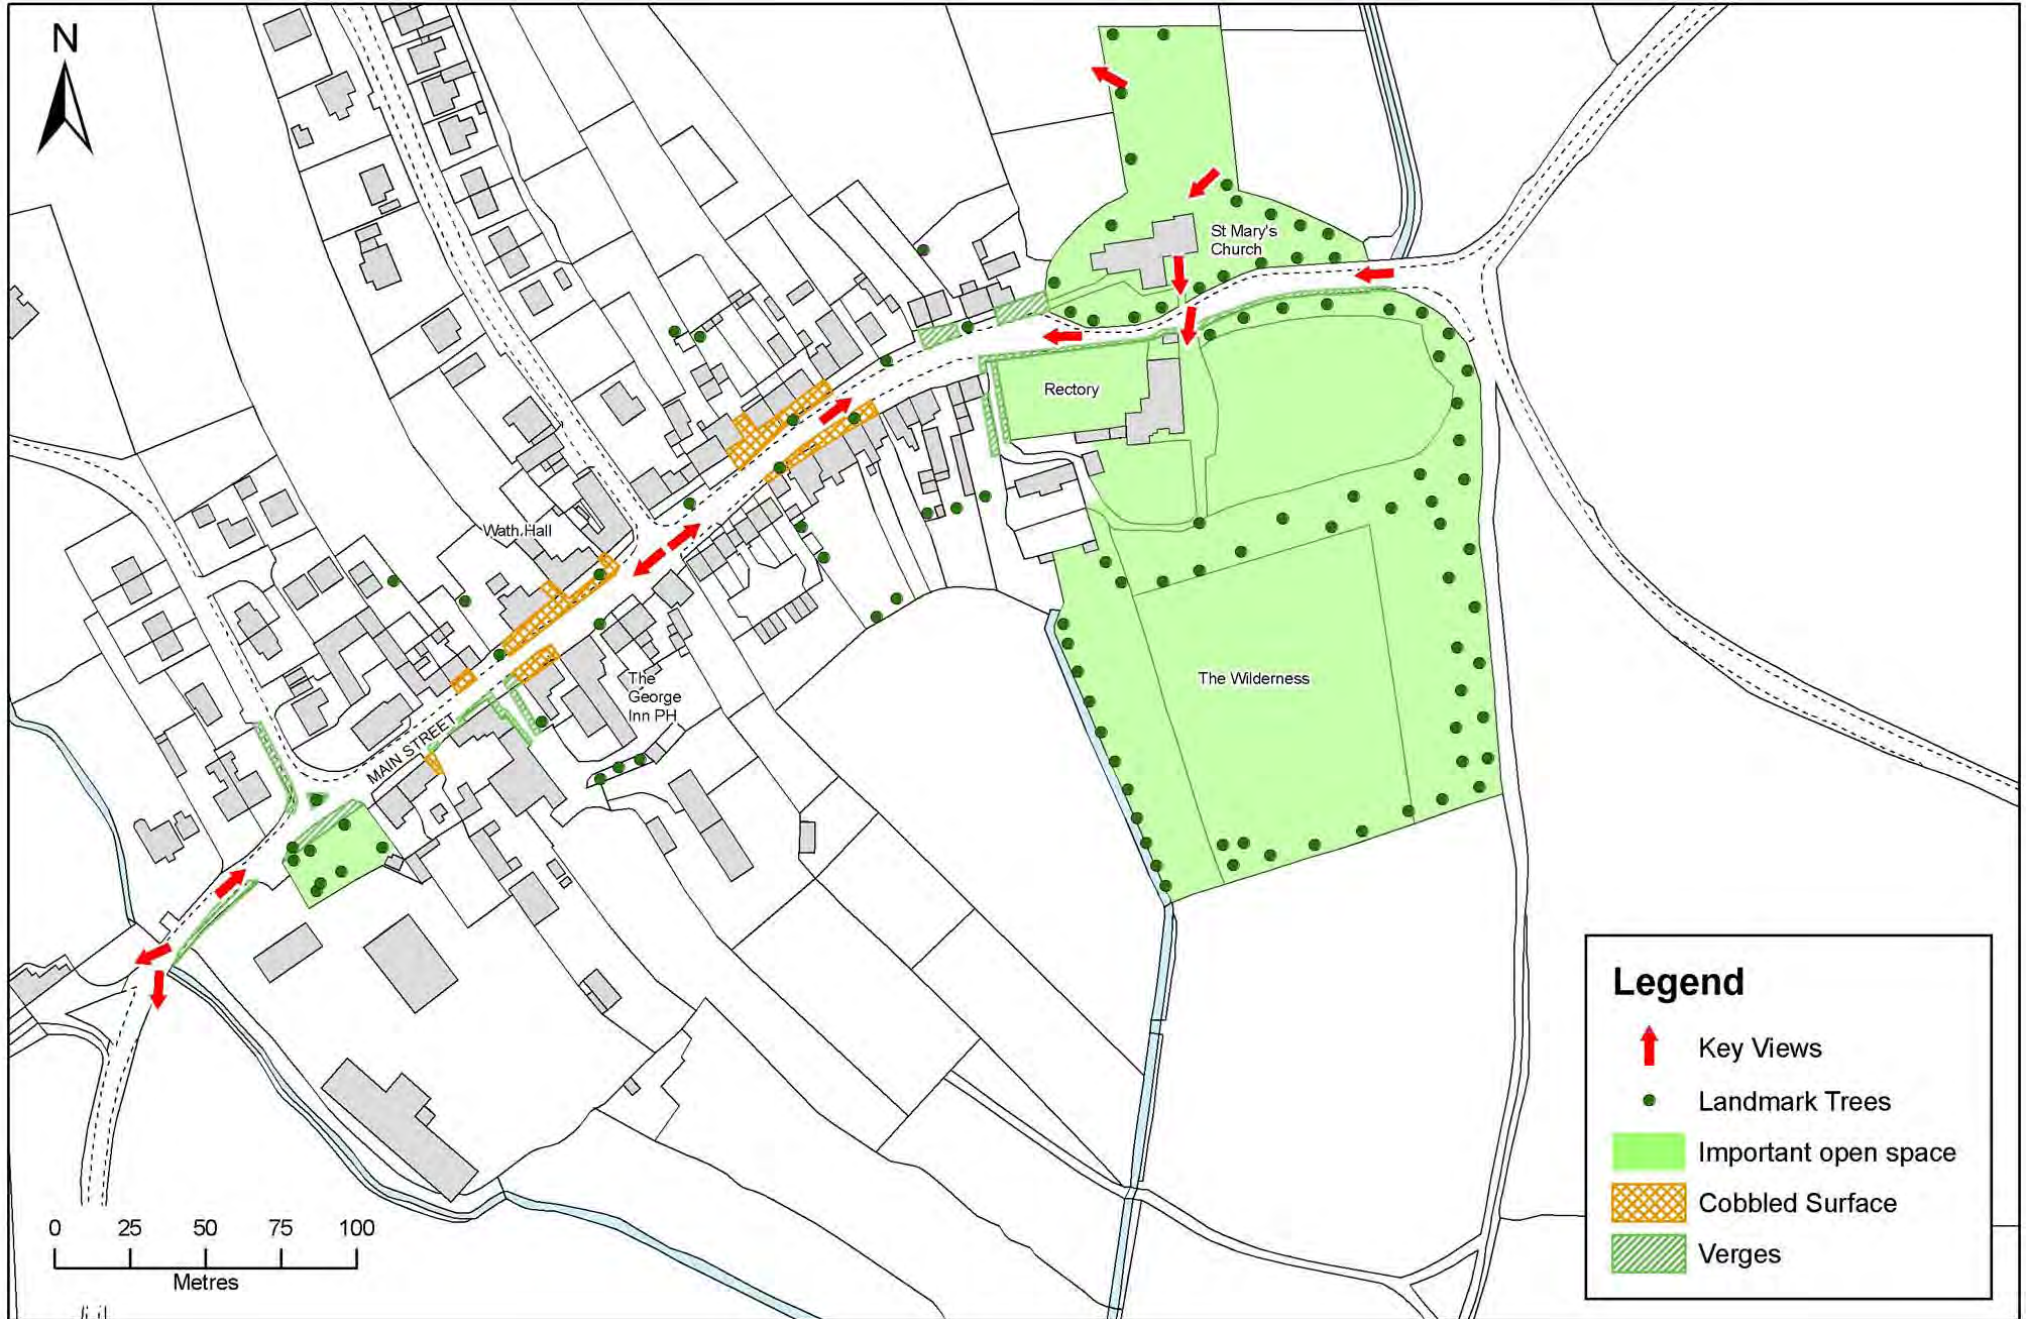 N
St Mary's
Church
Rectory
Wath Hall
The
George
Inn PH
The Wilderness
MAIN STREET
Legend
Key Views
Landmark Trees
Important open space
Cobbled Surface
Verges
0 25 50 75 100
Metres